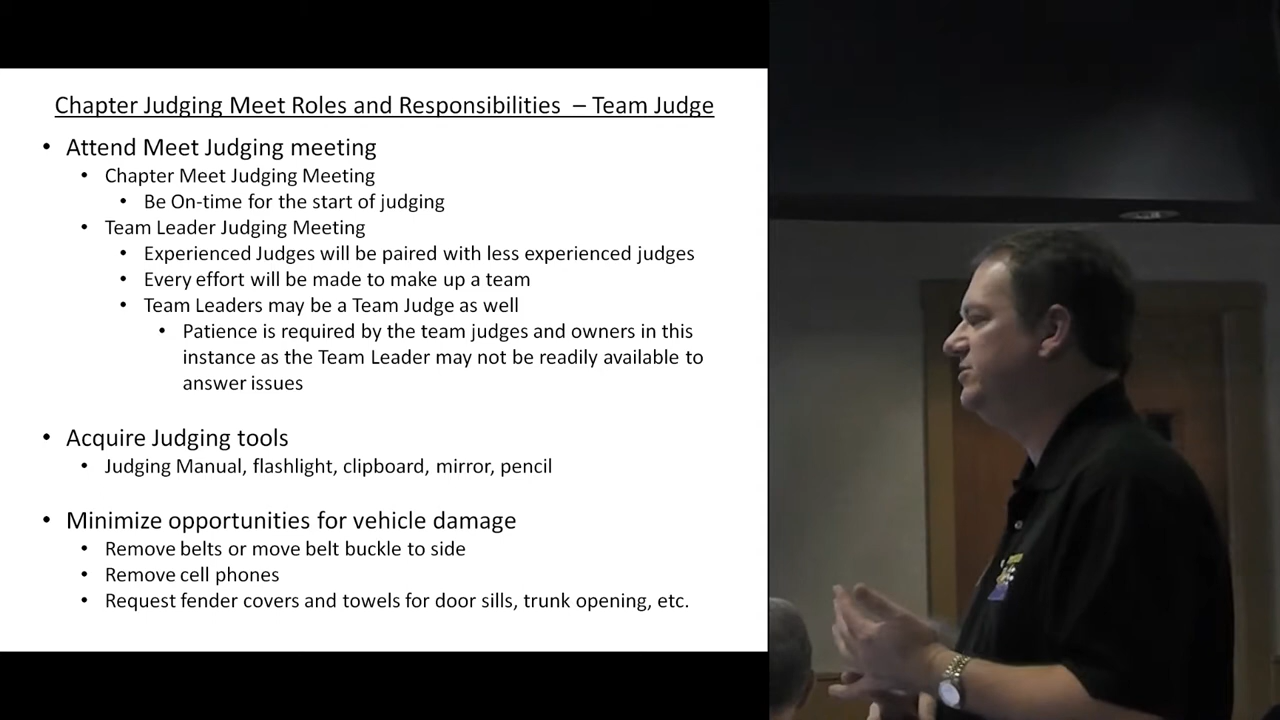 Chapter Judging Meet Roles and Responsibilities – Team Judge
• Attend Meet Judging meeting
• Chapter Meet Judging Meeting
• Be On-time for the start of judging
• Team Leader Judging Meeting
• Experienced Judges will be paired with less experienced judges
• Every effort will be made to make up a team
• Team Leaders may be a Team Judge as well
• Patience is required by the team judges and owners in this
instance as the Team Leader may not be readily available to
answer issues
• Acquire Judging tools
• Judging Manual, flashlight, clipboard, mirror, pencil
• Minimize opportunities for vehicle damage
• Remove belts or move belt buckle to side
• Remove cell phones
• Request fender covers and towels for door sills, trunk opening, etc.